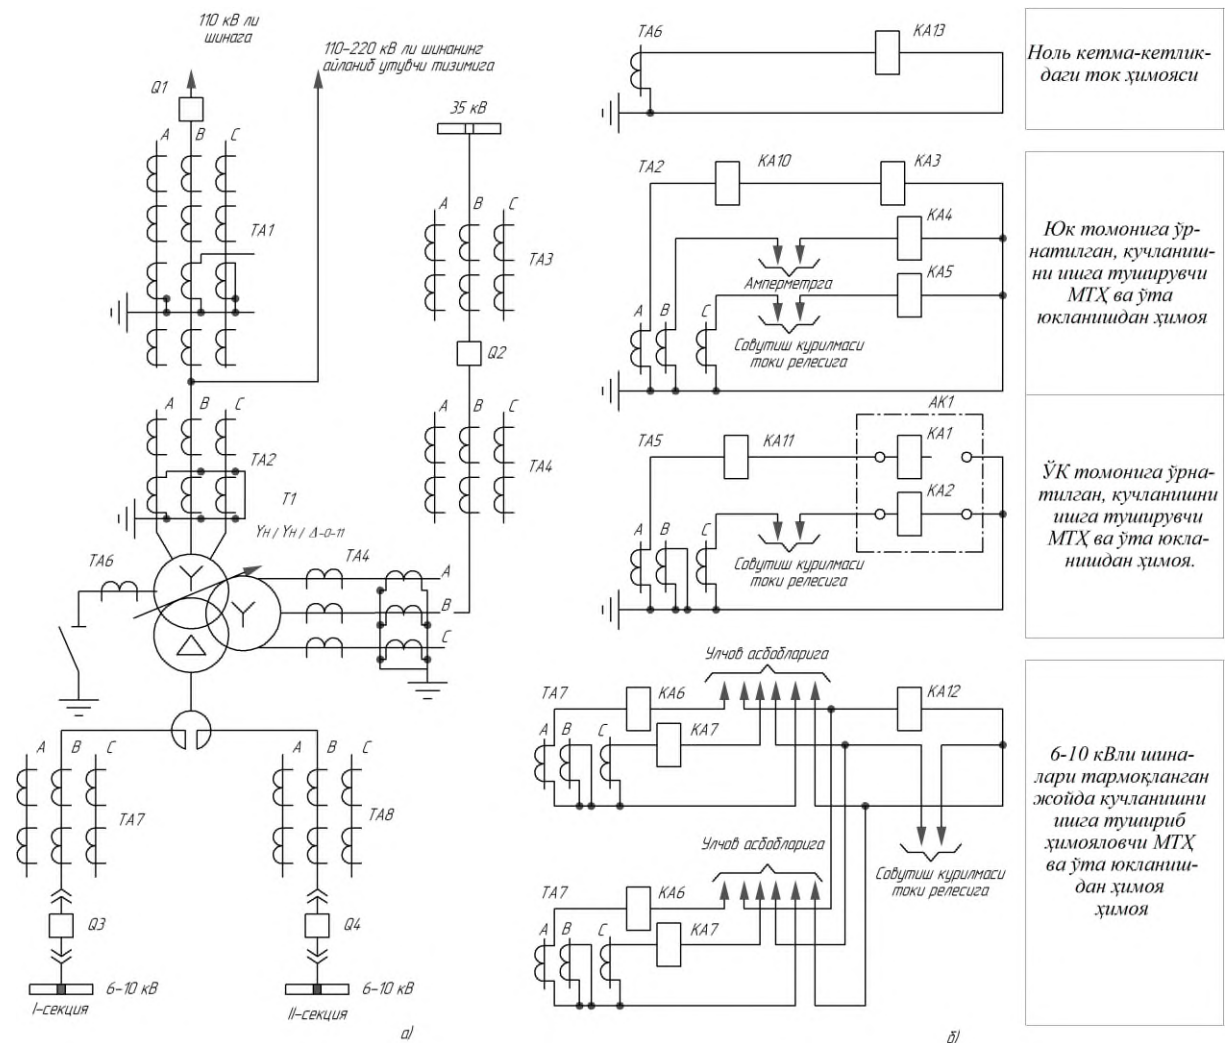 110 кВ ли
шинага
110-220 кВ ли шинанинг
айланиб утувчи тизимига
Q1
35 кВ
A B C
TA1
A B C
TA3
Q2
A B C
TA2
T1
Yн / Yн / Δ-0-11
A B C
TA4
TA6
TA4
A
B
C
A B C
TA7
A B C
TA8
Q3
Q4
6-10 кВ
I-секция
6-10 кВ
II-секция
а)
TA6
KA13
TA2
KA10
KA3
KA4
Амперметрга
KA5
A B C
Совутиш курилмаси
токи релесига
AK1
TA5
KA11
KA1
KA2
A B C
Совутиш курилмаси
токи релесига
Улчов асбобларига
TA7
KA6
KA12
A B C
KA7
Улчов асбобларига
Совутиш курилмаси
токи релесига
TA7
KA6
A B C
KA7
б)
Ноль кетма-кетлик-
даги ток ҳимояси
Юк томонига ўр-
натилган, кучланиш-
ни ишга туширувчи
МТҲ ва ўта
юкланишдан ҳимоя
ЎК томонига ўрна-
тилган, кучланишни
ишга туширувчи
МТҲ ва ўта юкла-
нишдан ҳимоя.
6-10 кВли шина-
лари тармоқланган
жойда кучланишни
ишга тушириб
ҳимояловчи МТҲ
ва ўта юкланиш-
дан ҳимоя
ҳимоя